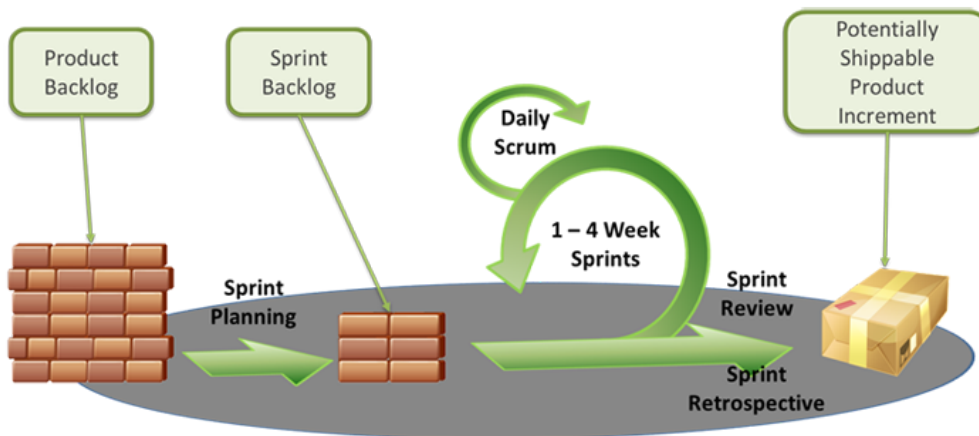 Product
Backlog
Sprint
Backlog
Potentially
Shippable
Product
Increment
Daily
Scrum
1 – 4 Week
Sprints
Sprint
Planning
Sprint
Review
Sprint
Retrospective